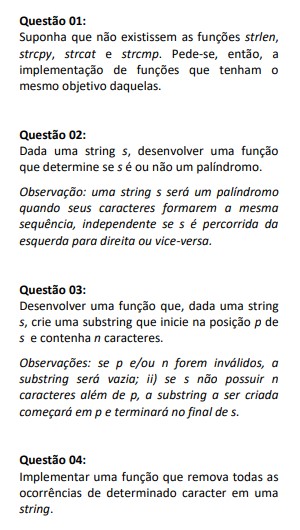 Questão 01:
Suponha que não existissem as funções strlen,
strcpy, strcat e strcmp. Pede-se, então, a
implementação de funções que tenham o
mesmo objetivo daquelas.
Questão 02:
Dada uma string s, desenvolver uma função
que determine se s é ou não um palíndromo.
Observação: uma string s será um palíndromo
quando seus caracteres formarem a mesma
sequência, independente se s é percorrida da
esquerda para direita ou vice-versa.
Questão 03:
Desenvolver uma função que, dada uma string
s, crie uma substring que inicie na posição p de
s e contenha n caracteres.
Observações: se p e/ou n forem inválidos, a
substring será vazia; ii) se s não possuir n
caracteres além de p, a substring a ser criada
começará em p e terminará no final de s.
Questão 04:
Implementar uma função que remova todas as
ocorrências de determinado caracter em uma
string.